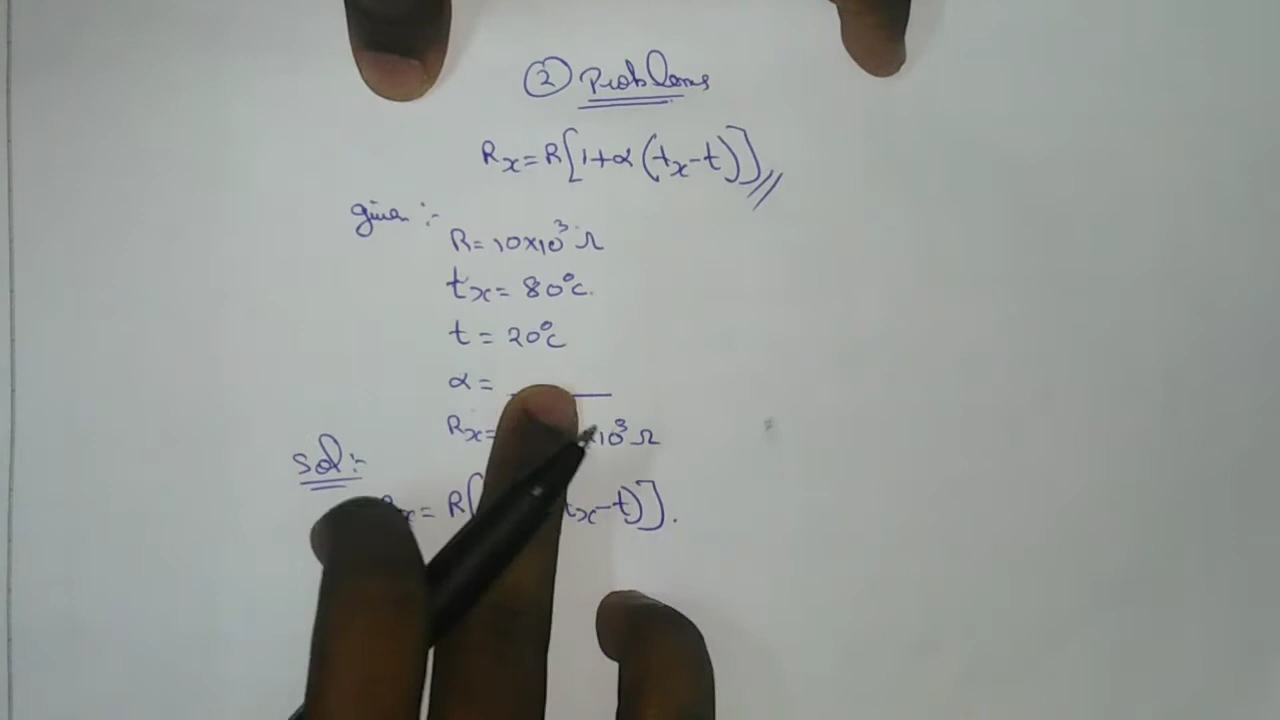 ② Problems
Rx = R[1+α(tx-t)]//
given :-
R = 10×10³ Ω
tx = 80°C.
t = 20°C
α =
Rx= ×10³ Ω
Sol:-
x = R[ tx-t)].